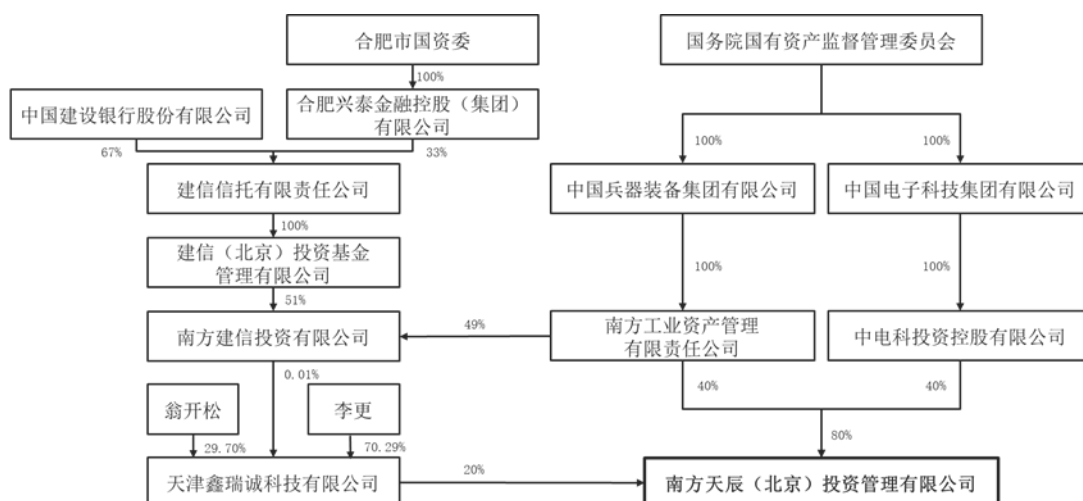 合肥市国资委
国务院国有资产监督管理委员会
100%
中国建设银行股份有限公司
合肥兴泰金融控股（集团）
有限公司
67%
33%
100%
100%
建信信托有限责任公司
中国兵器装备集团有限公司
中国电子科技集团有限公司
100%
建信（北京）投资基金
管理有限公司
100%
100%
51%
南方建信投资有限公司
49%
南方工业资产管理
有限责任公司
中电科投资控股有限公司
0.01%
40%
40%
翁开松
李更
29.70%
70.29%
80%
天津鑫瑞诚科技有限公司
20%
南方天辰（北京）投资管理有限公司